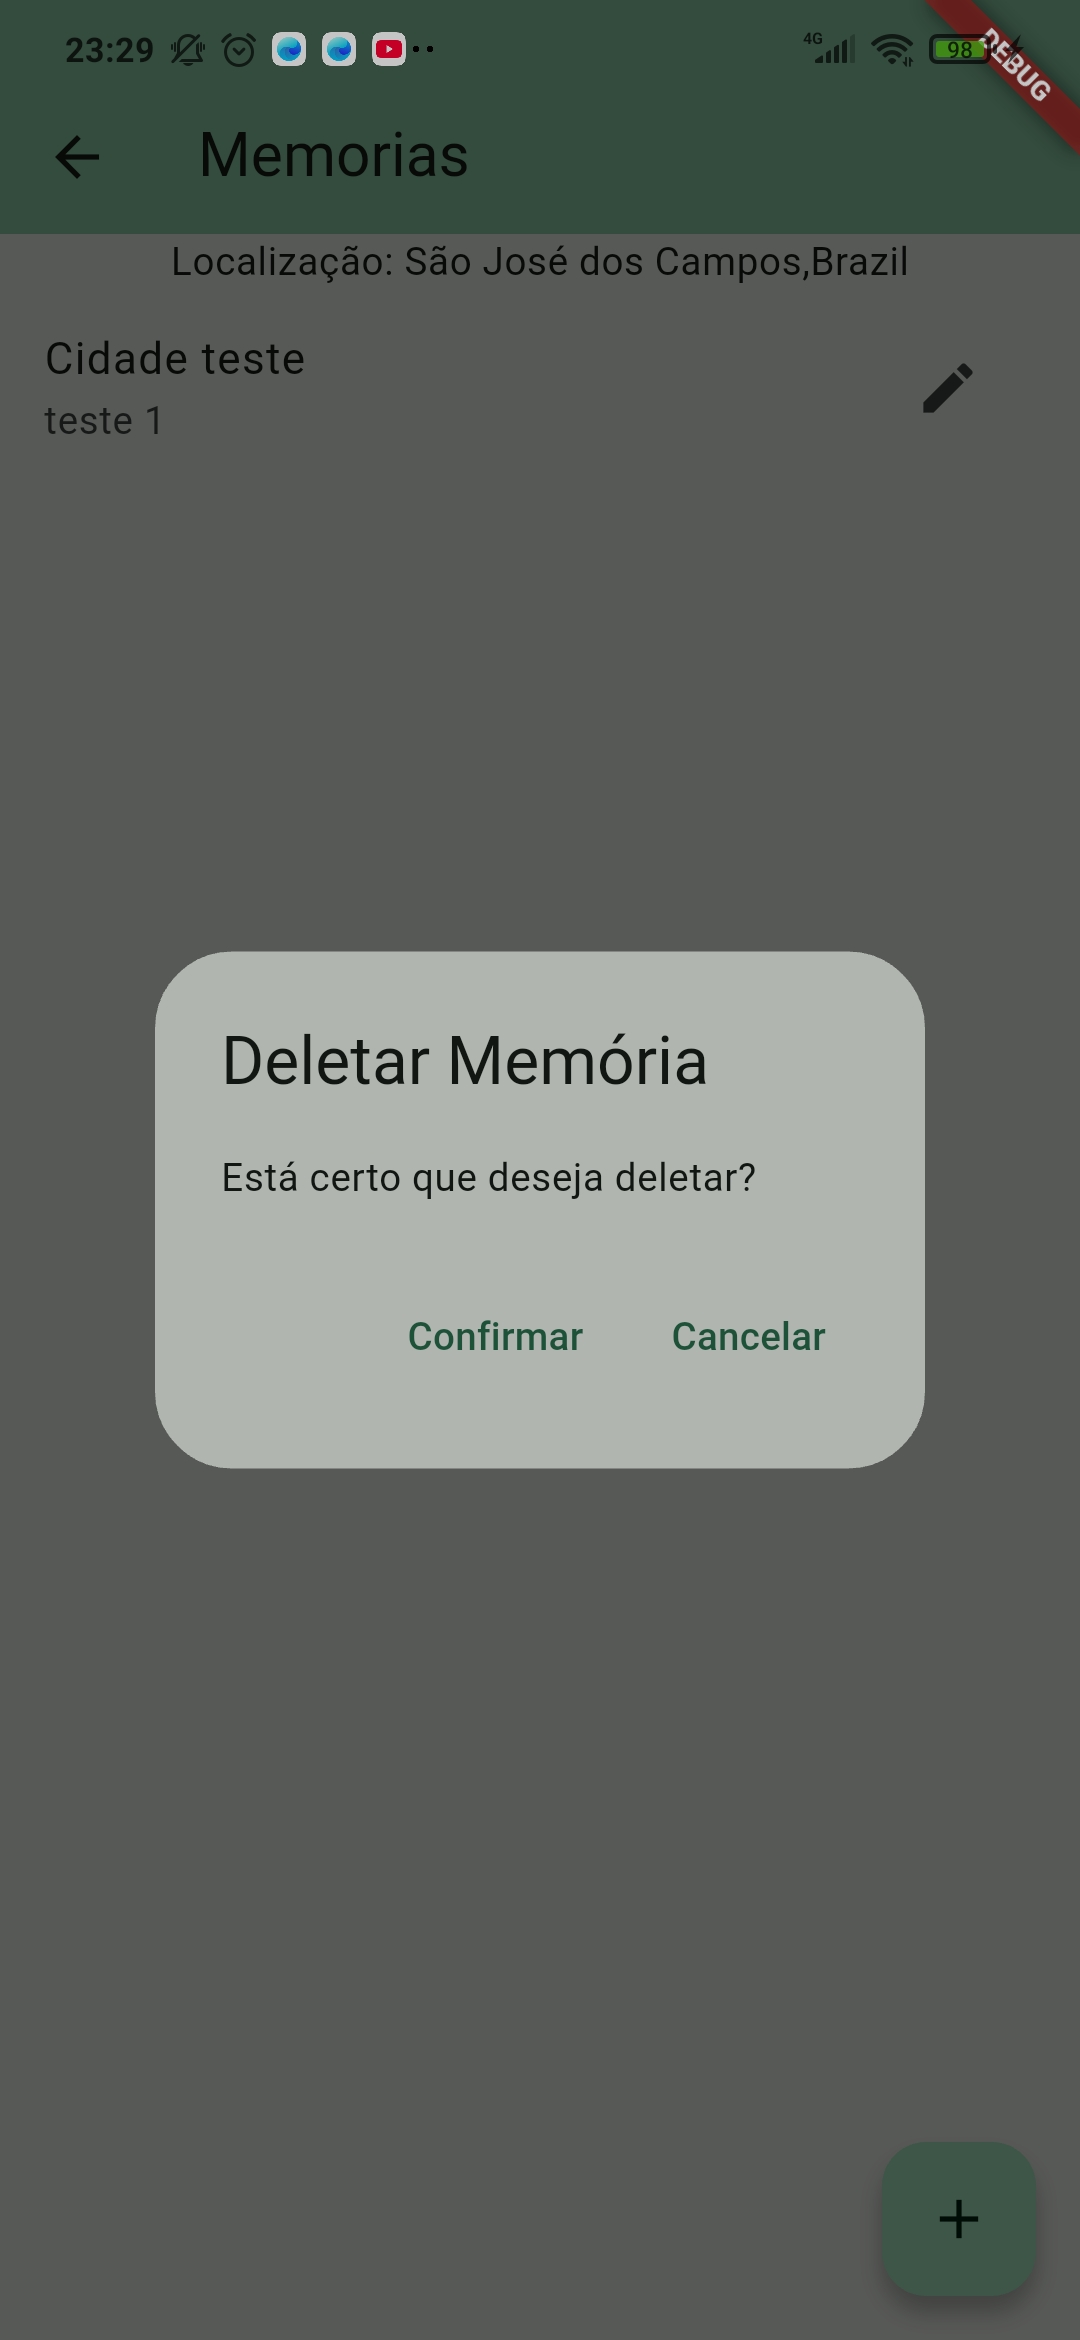 23:29
4G
98
DEBUG
Memorias
Localização: São José dos Campos,Brazil
Cidade teste
teste 1
Deletar Memória
Está certo que deseja deletar?
Confirmar
Cancelar